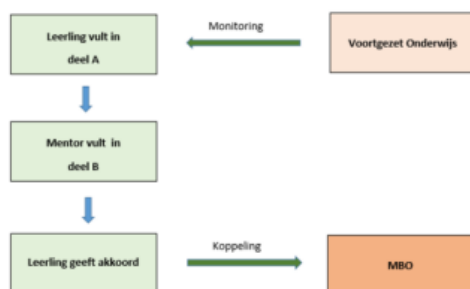 Monitoring
Leerling vult in
deel A
Voortgezet Onderwijs
Mentor vult in
deel B
Koppeling
Leerling geeft akkoord
MBO